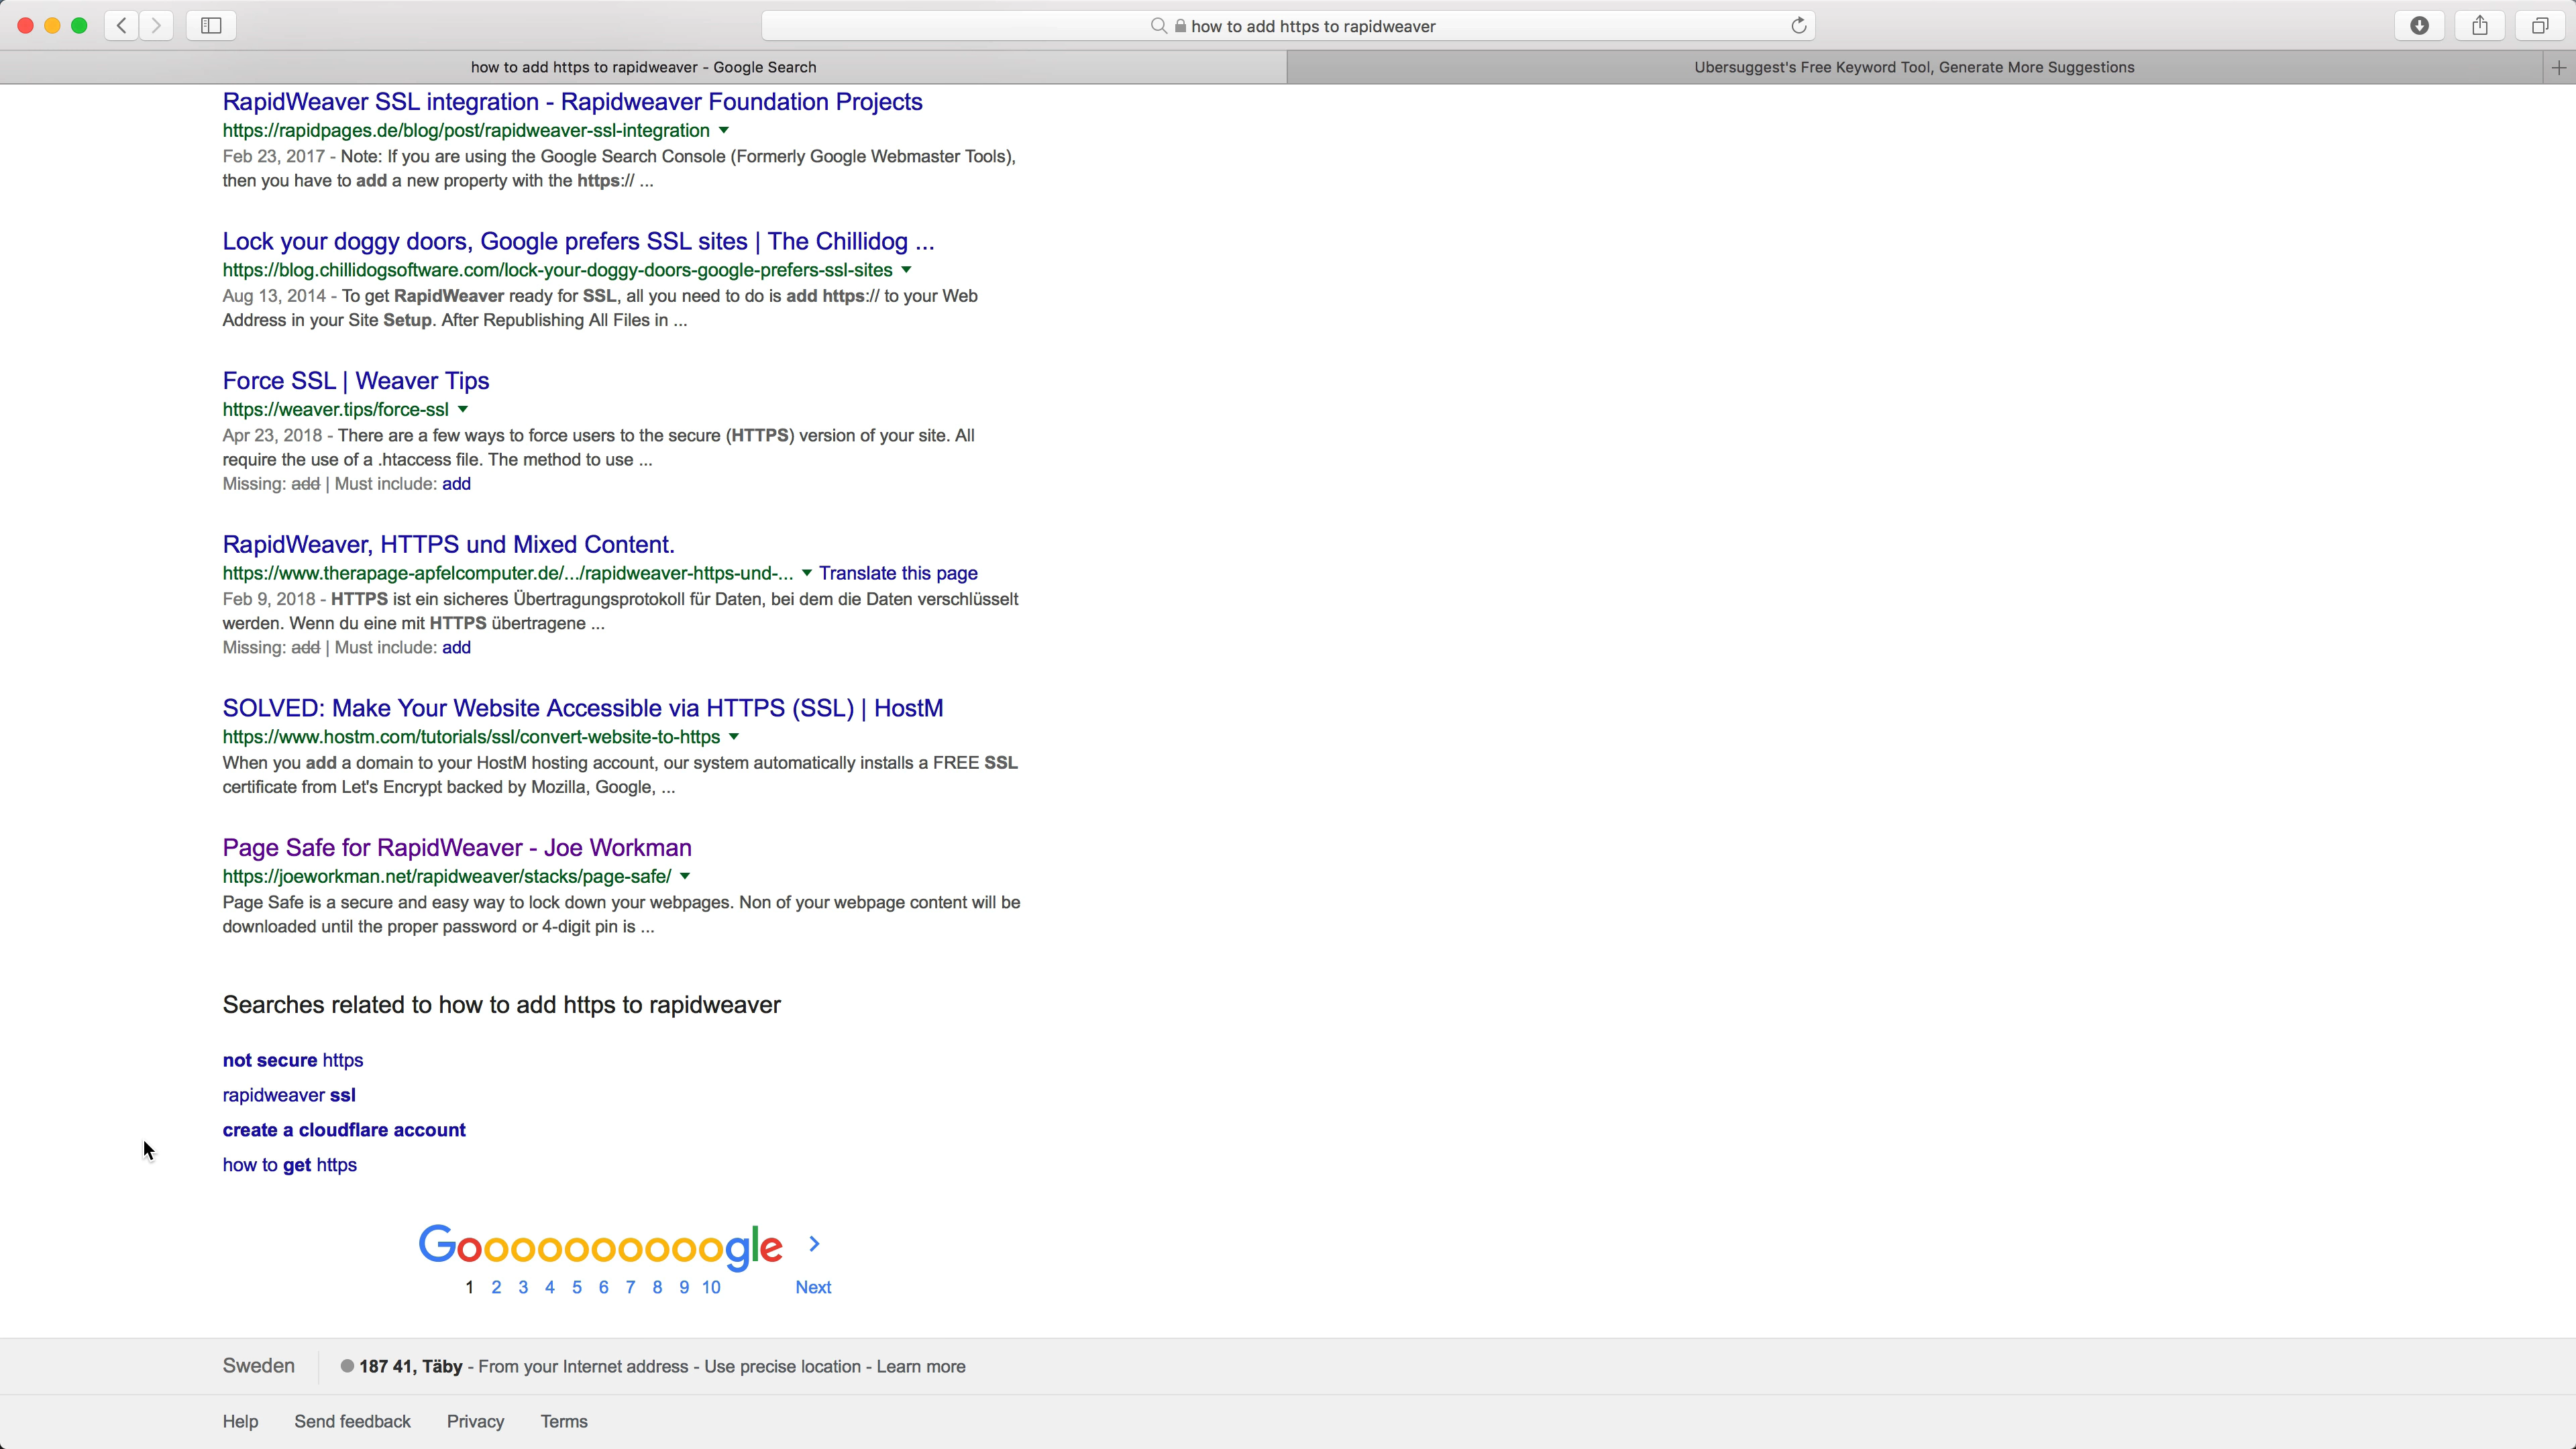 how to add https to rapidweaver
how to add https to rapidweaver - Google Search
Ubersuggest's Free Keyword Tool, Generate More Suggestions
RapidWeaver SSL integration - Rapidweaver Foundation Projects
https://rapidpages.de/blog/post/rapidweaver-ssl-integration
Feb 23, 2017 - Note: If you are using the Google Search Console (Formerly Google Webmaster Tools),
then you have to add a new property with the https:// ...
Lock your doggy doors, Google prefers SSL sites | The Chillidog ...
https://blog.chillidogsoftware.com/lock-your-doggy-doors-google-prefers-ssl-sites
Aug 13, 2014 - To get RapidWeaver ready for SSL, all you need to do is add https:// to your Web
Address in your Site Setup. After Republishing All Files in ...
Force SSL | Weaver Tips
https://weaver.tips/force-ssl
Apr 23, 2018 - There are a few ways to force users to the secure (HTTPS) version of your site. All
require the use of a .htaccess file. The method to use ...
Missing: add | Must include: add
RapidWeaver, HTTPS und Mixed Content.
https://www.therapage-apfelcomputer.de/.../rapidweaver-https-und-... Translate this page
Feb 9, 2018 - HTTPS ist ein sicheres Übertragungsprotokoll für Daten, bei dem die Daten verschlüsselt
werden. Wenn du eine mit HTTPS übertragene ...
Missing: add | Must include: add
SOLVED: Make Your Website Accessible via HTTPS (SSL) | HostM
https://www.hostm.com/tutorials/ssl/convert-website-to-https
When you add a domain to your HostM hosting account, our system automatically installs a FREE SSL
certificate from Let's Encrypt backed by Mozilla, Google, ...
Page Safe for RapidWeaver - Joe Workman
https://joeworkman.net/rapidweaver/stacks/page-safe/
Page Safe is a secure and easy way to lock down your webpages. Non of your webpage content will be
downloaded until the proper password or 4-digit pin is ...
Searches related to how to add https to rapidweaver
not secure https
rapidweaver ssl
create a cloudflare account
how to get https
Goooooooooogle
1 2 3 4 5 6 7 8 9 10 Next
Sweden 187 41, Täby - From your Internet address - Use precise location - Learn more
Help Send feedback Privacy Terms